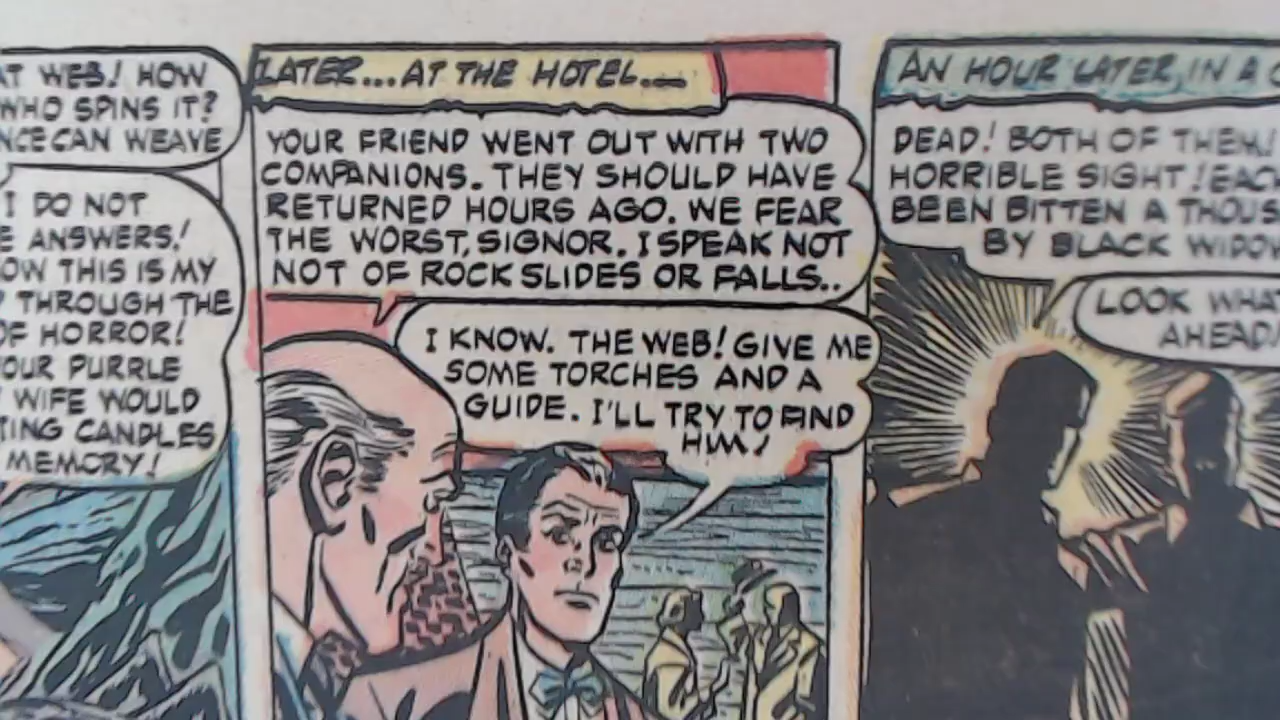 AT WEB! HOW
WHO SPINS IT?
NCE CAN WEAVE
I DO NOT
E ANSWERS!
OW THIS IS MY
THROUGH THE
OF HORROR!
OUR PURRLE
WIFE WOULD
TING CANDLES
MEMORY!
LATER...AT THE HOTEL...
YOUR FRIEND WENT OUT WITH TWO
COMPANIONS. THEY SHOULD HAVE
RETURNED HOURS AGO. WE FEAR
THE WORST, SIGNOR. I SPEAK NOT
NOT OF ROCK SLIDES OR FALLS..
I KNOW. THE WEB! GIVE ME
SOME TORCHES AND A
GUIDE. I'LL TRY TO FIND
HIM!
AN HOUR LATER, IN A C
DEAD! BOTH OF THEM!
HORRIBLE SIGHT! EAC
BEEN BITTEN A THOUS
BY BLACK WIDOW
LOOK WHAT
AHEAD!